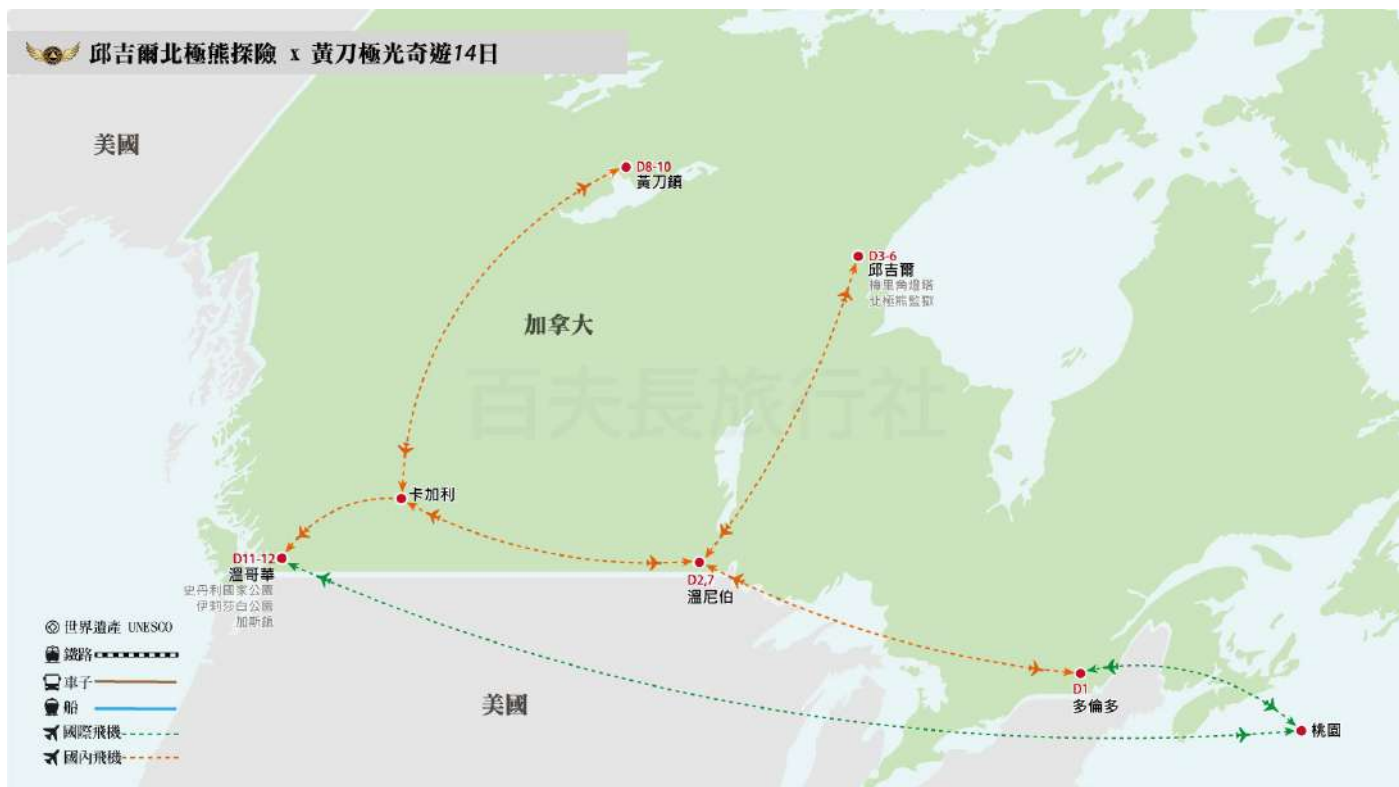 邱吉爾北極熊探險 x 黃刀極光奇遊14日
美國
D8-10
黃刀鎮
D3-6
邱吉爾
梅里角燈塔
北極熊監獄
加拿大
百夫長旅行社
卡加利
D11-12
溫哥華
史丹利國家公園
伊莉莎白公園
加斯鎮
D2,7
溫尼伯
D1
多倫多
桃園
美國
世界遺產 UNESCO
鐵路
車子
船
國際飛機
國內飛機